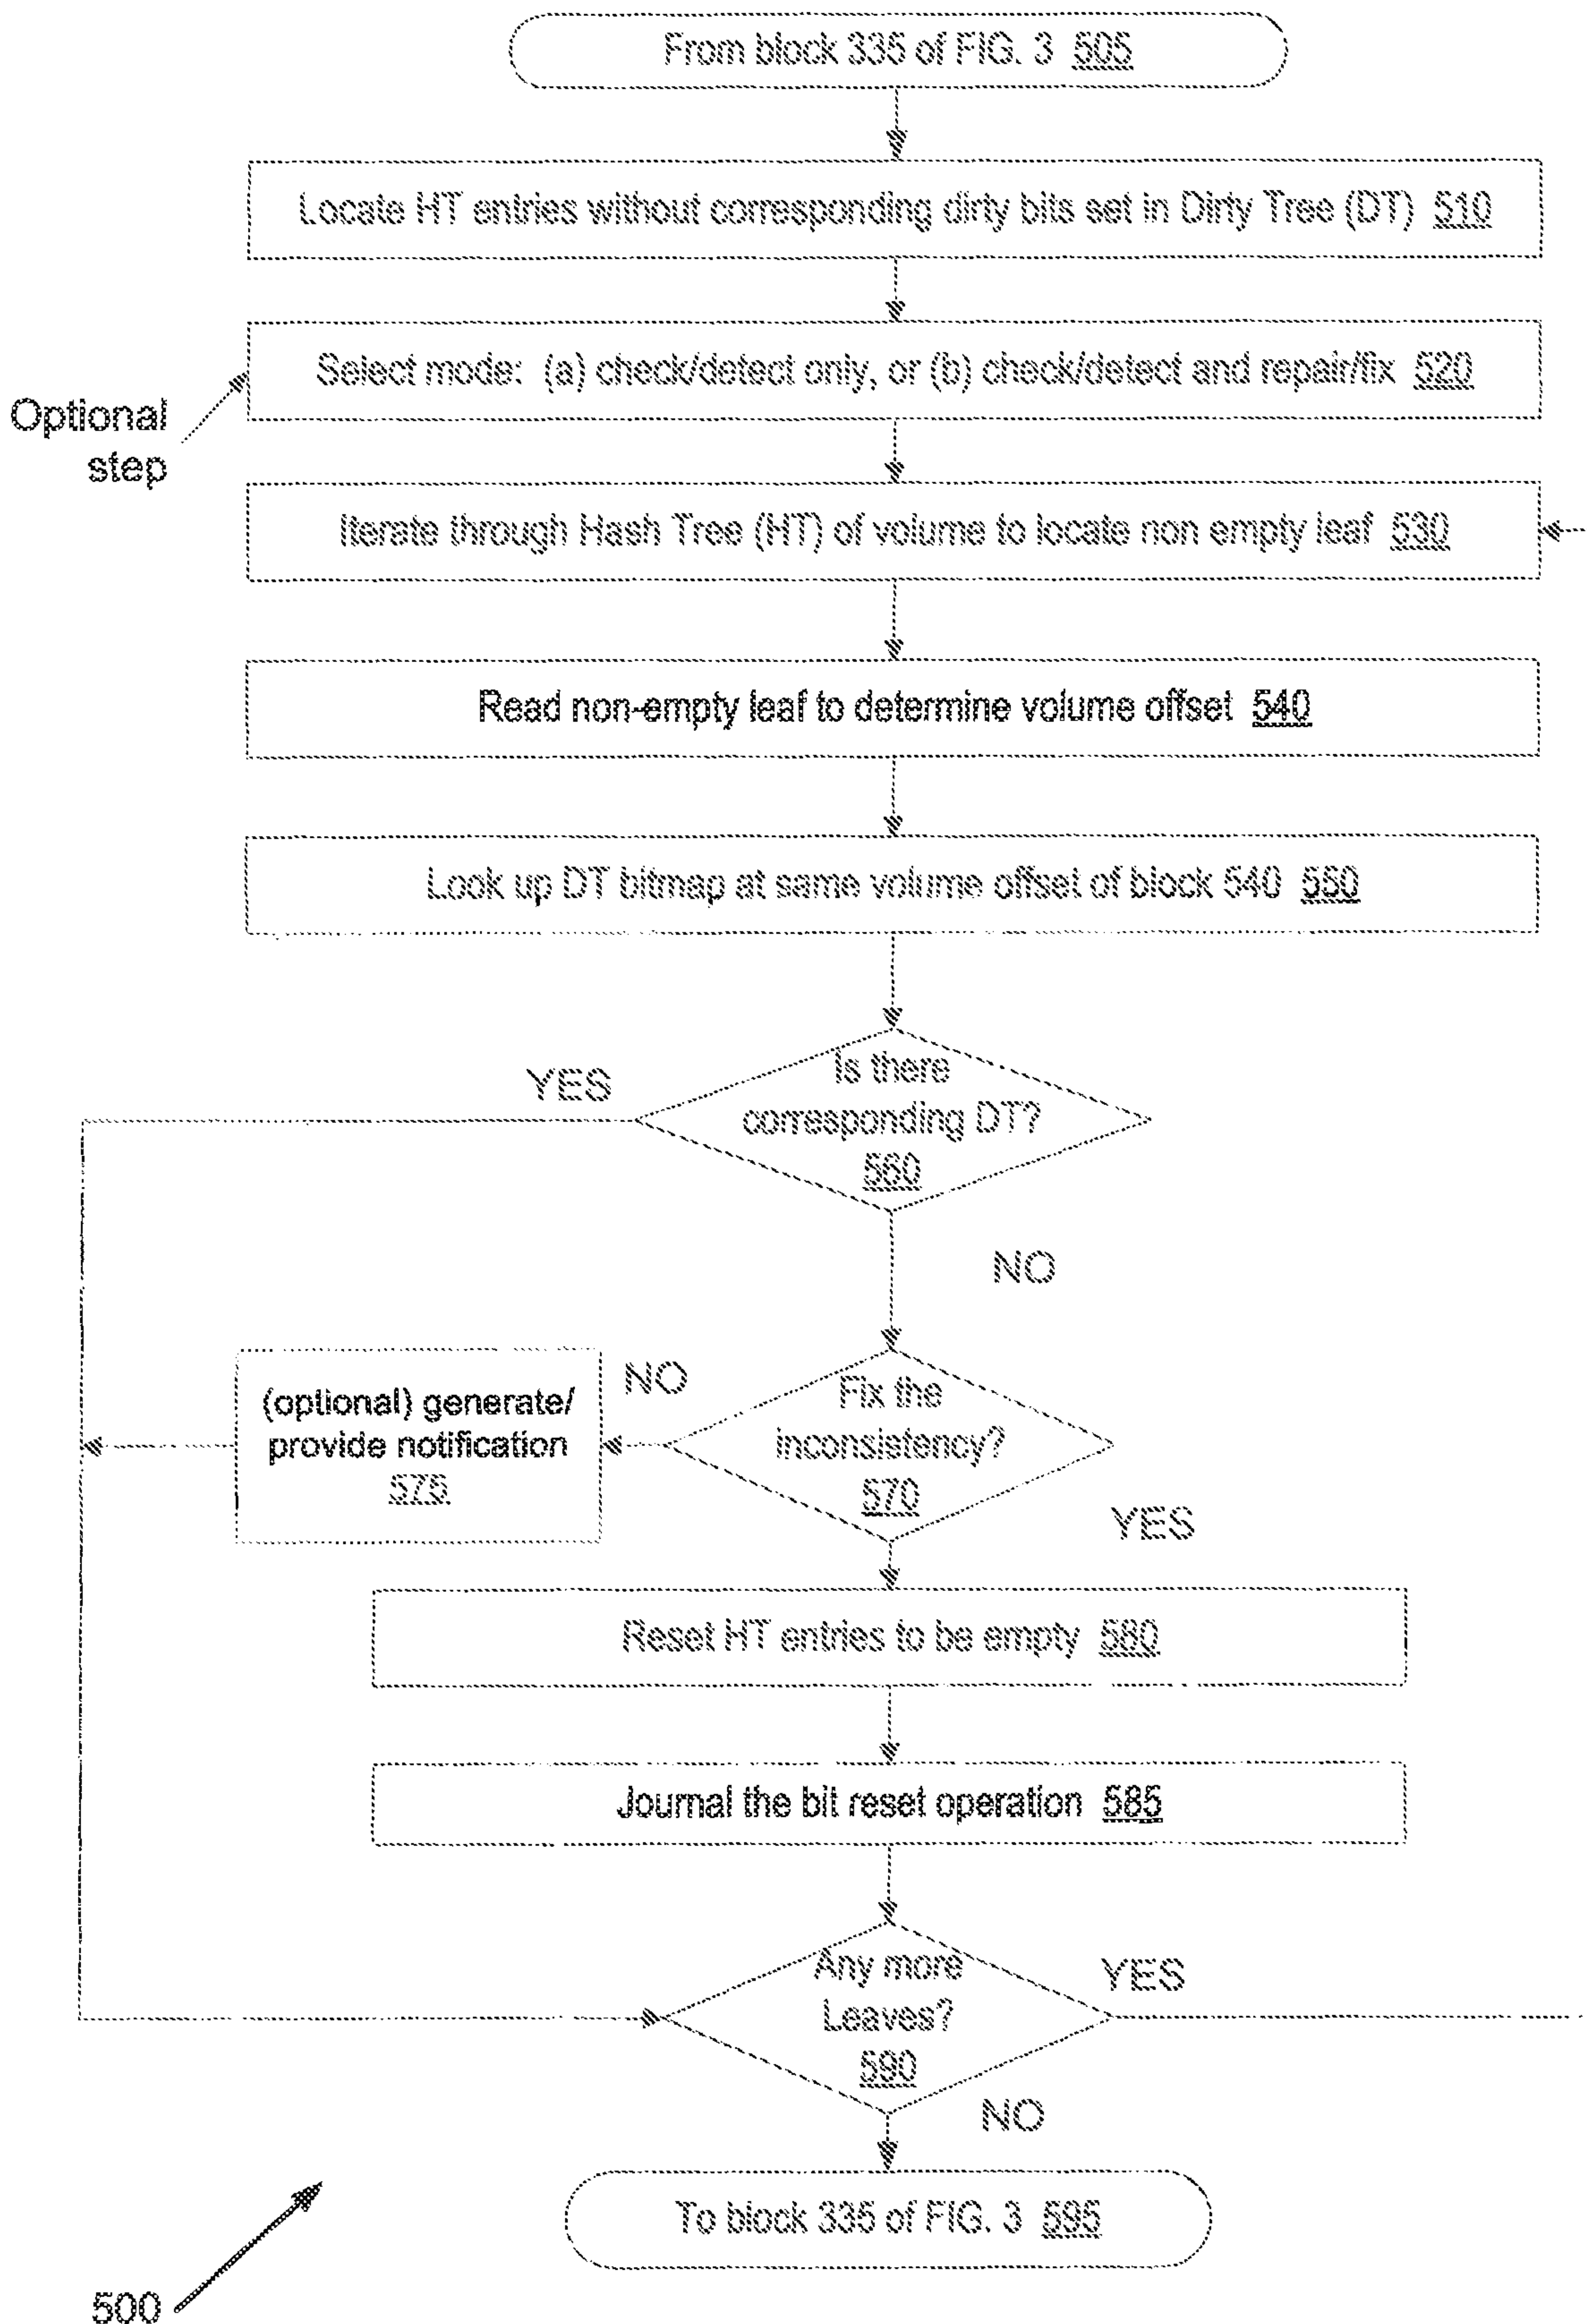 From block 335 of FIG. 3 505
Locate HT entries without corresponding dirty bits set in Dirty Tree (DT) 510
Select mode: (a) check/detect only, or (b) check/detect and repair/fix 520
Optional
step
Iterate through Hash Tree (HT) of volume to locate non empty leaf 530
Read non-empty leaf to determine volume offset 540
Look up DT bitmap at same volume offset of block 540 550
Is there
corresponding DT?
560
YES
NO
Fix the
inconsistency?
570
NO
(optional) generate/
provide notification
575
YES
Reset HT entries to be empty 580
Journal the bit reset operation 585
Any more
Leaves?
590
YES
NO
To block 335 of FIG. 3 595
500